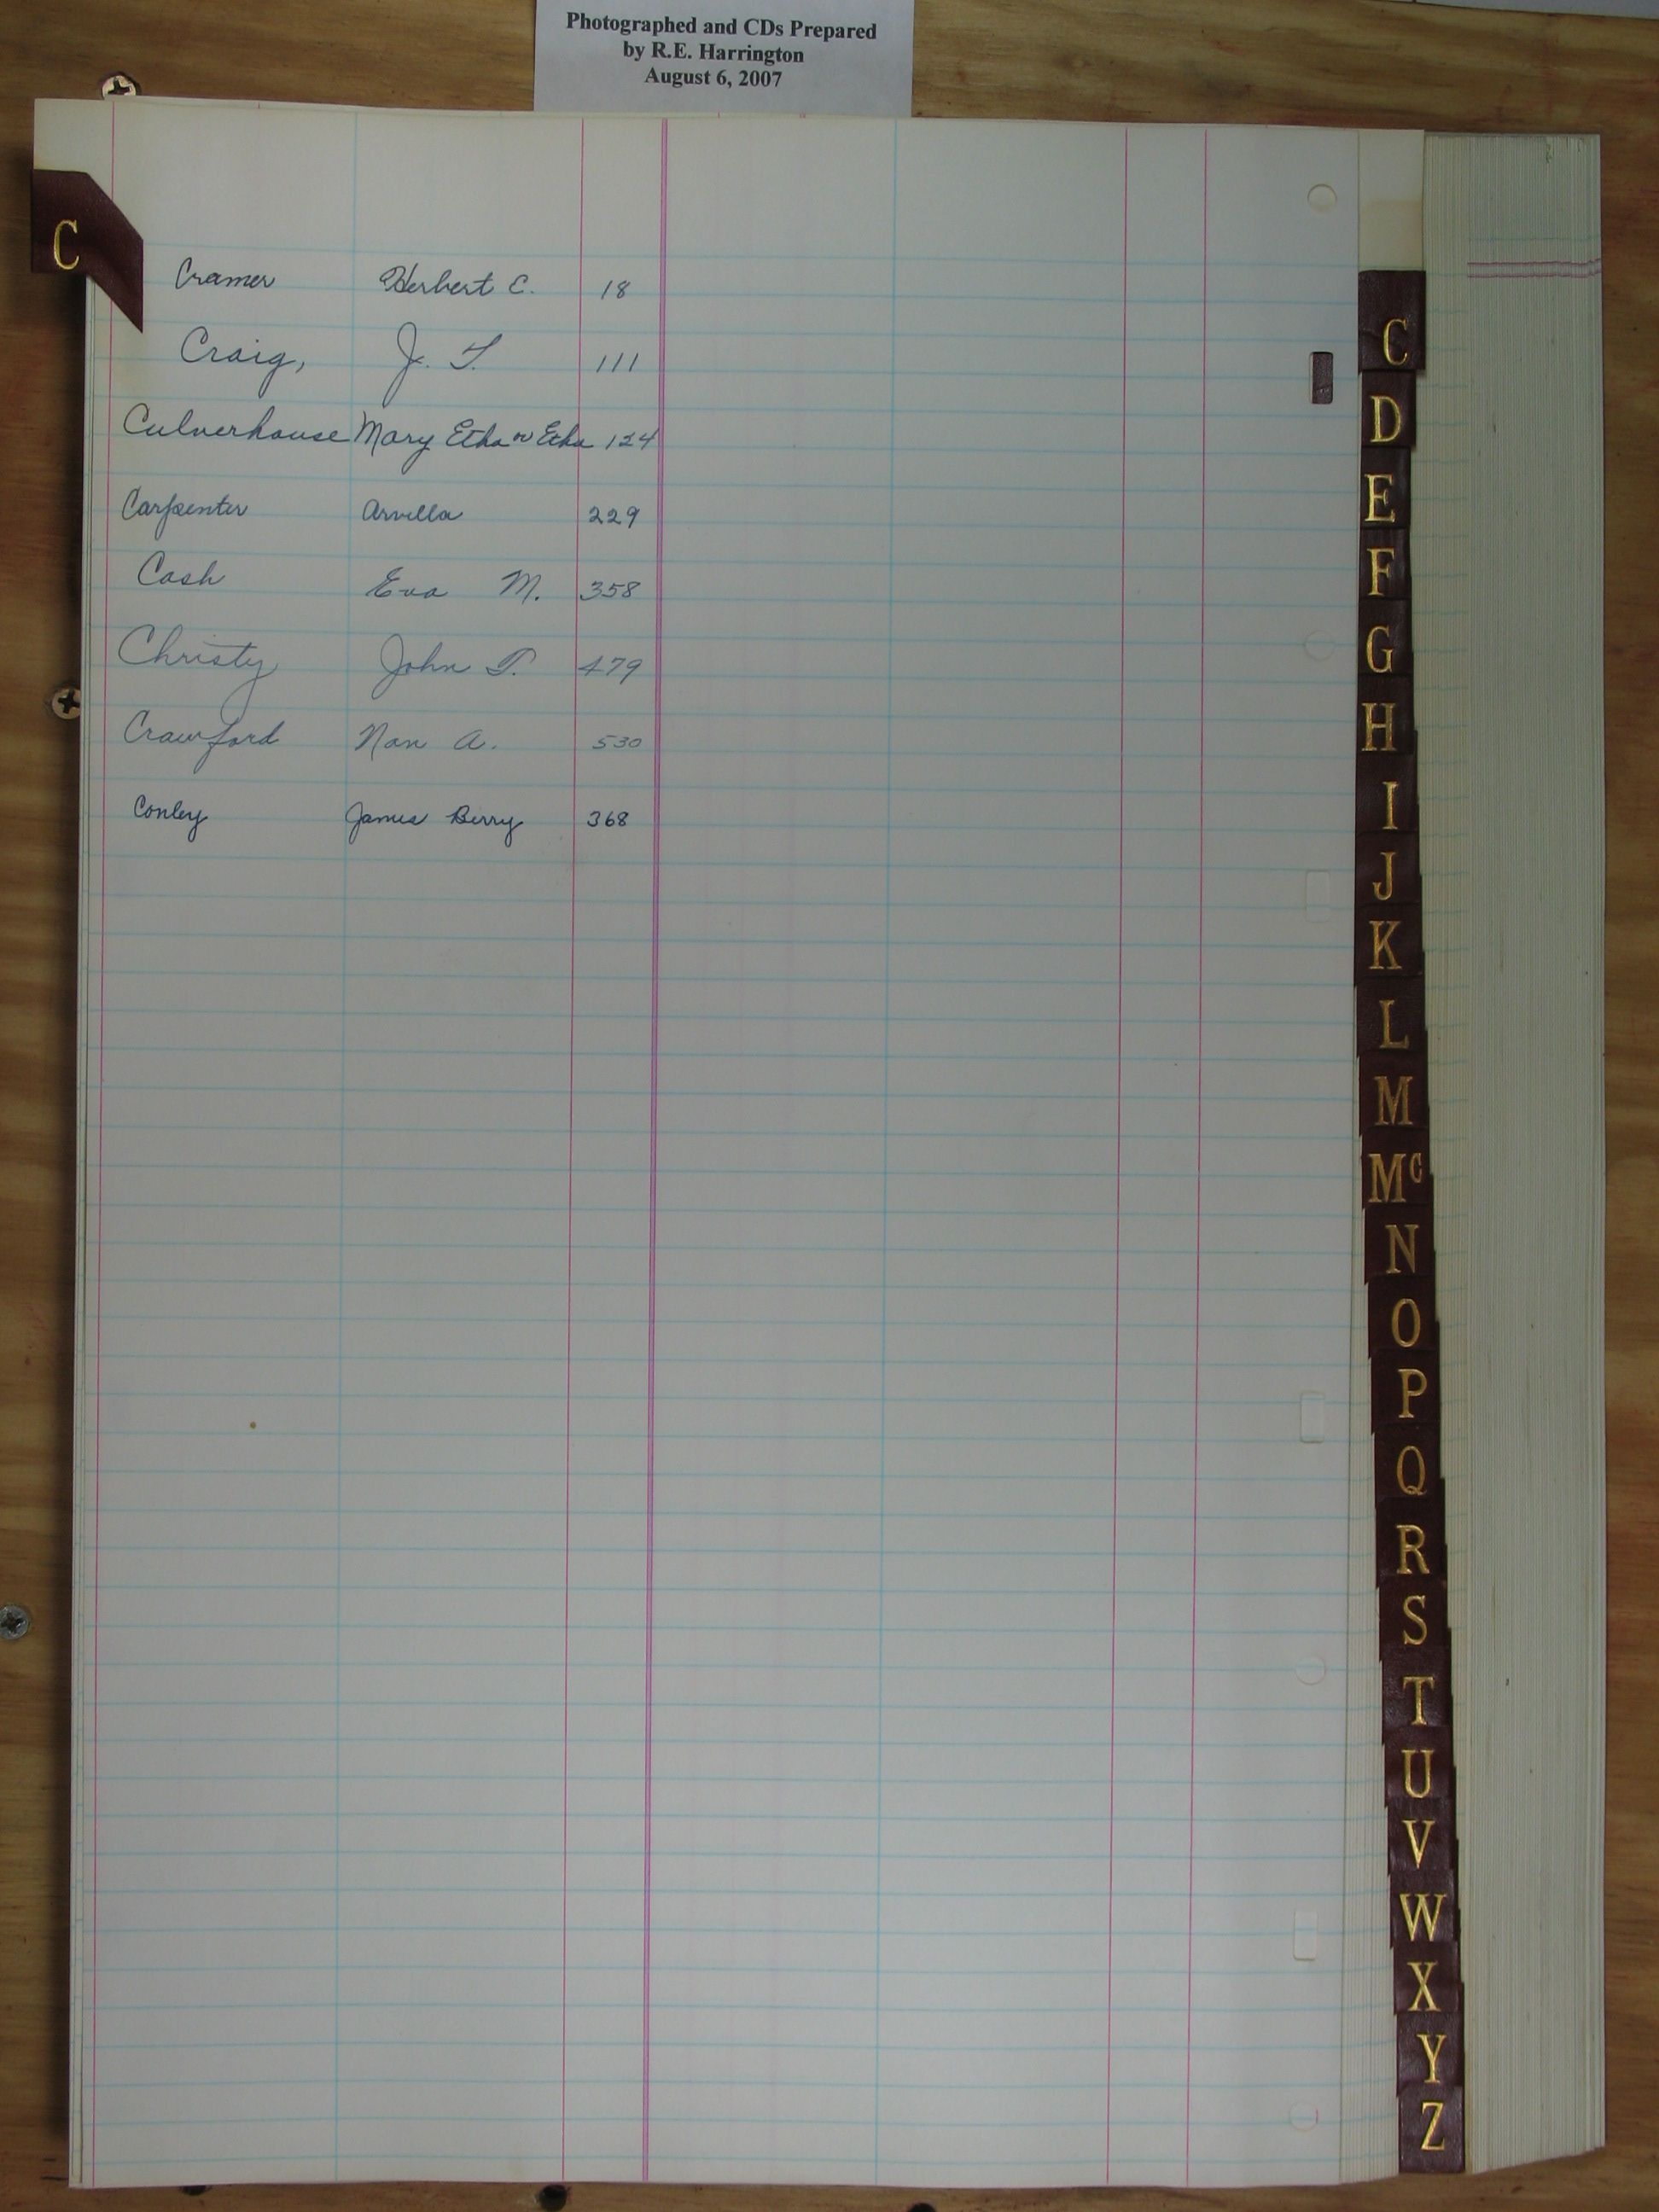 Photographed and CDs Prepared
by R.E. Harrington
August 6, 2007
C
Cramer Herbert C. 18
Craig, J. T. 111
Culverhouse Mary Etha or Etha 124
Carpenter Arvilla 229
Cash Eva M. 358
Christy John T. 479
Crawford Nan A. 530
Conley James Berry 368
C
D
E
F
G
H
I
J
K
L
M
Mc
N
O
P
Q
R
S
T
U
V
W
X
Y
Z